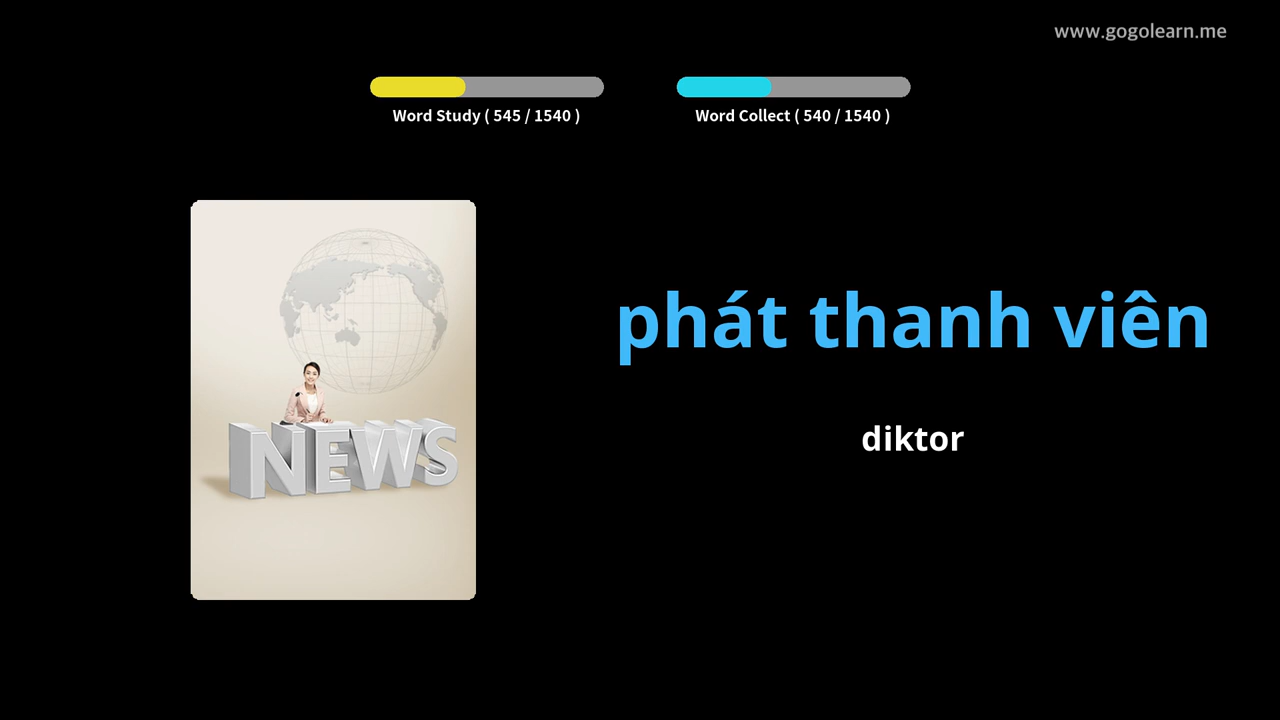 www.gogolearn.me
Word Study ( 545 / 1540 )
Word Collect ( 540 / 1540 )
NEWS
phát thanh viên
diktor